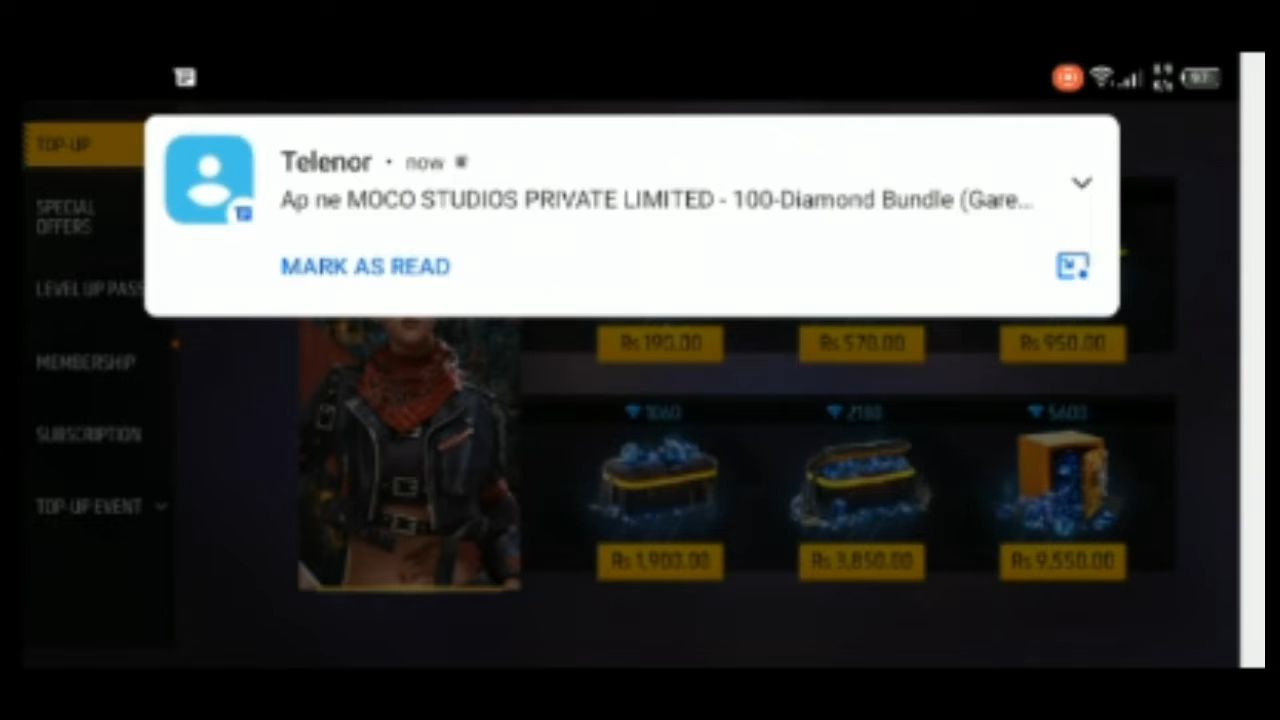 Telenor • now
Ap ne MOCO STUDIOS PRIVATE LIMITED - 100-Diamond Bundle (Gare...
MARK AS READ
TOP-UP
SPECIAL
OFFERS
LEVEL UP PASS
MEMBERSHIP
SUBSCRIPTION
TOP-UP EVENT
Rs 190.00
Rs 570.00
Rs 950.00
1060
2180
5600
Rs 1,900.00
Rs 3,850.00
Rs 9,550.00